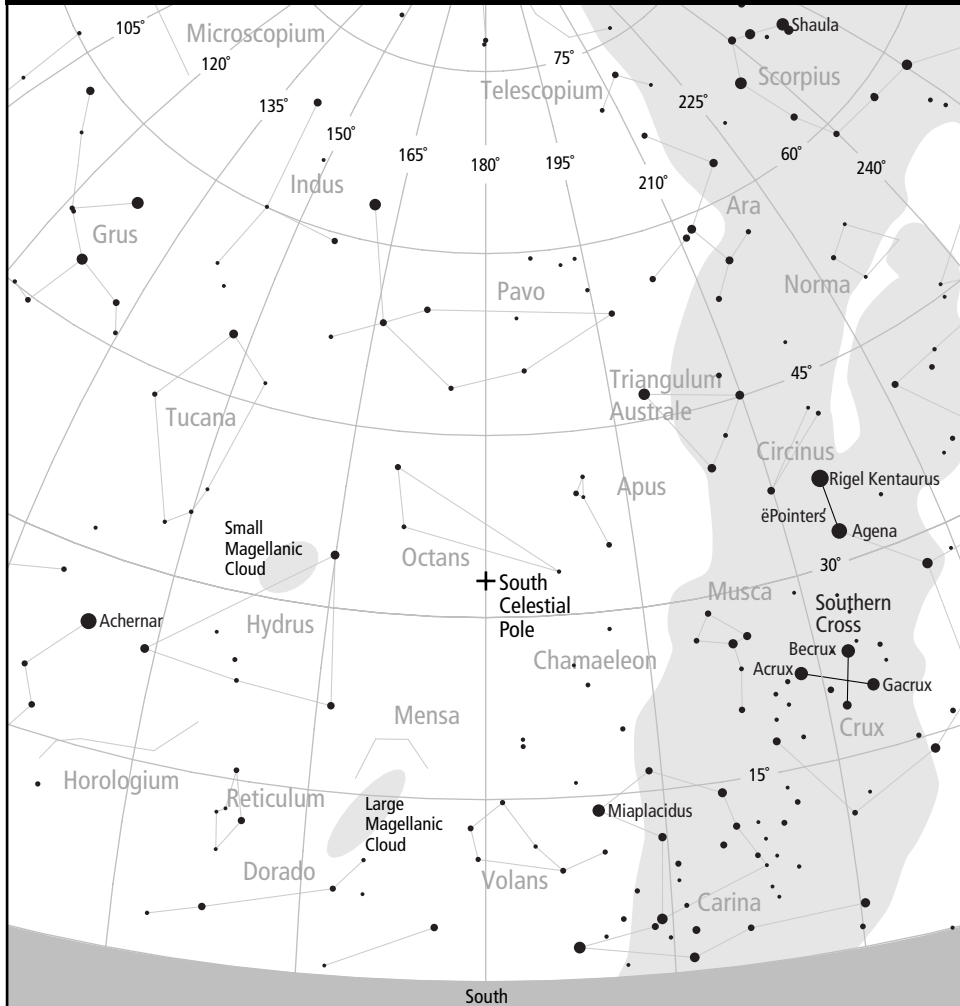 Shaula
105°
Microscopium
75°
120°
Scorpius
Telescopium
135°
225°
150°
165°
180°
195°
60°
240°
210°
Indus
Ara
Grus
Norma
Pavo
Triangulum
Australe
45°
Tucana
Circinus
Rigel Kentaurus
Apus
ëPointers’
Small
Magellanic
Cloud
Agena
Octans
30°
South
Celestial
Pole
Musca
Southern
Cross
Achernar
Hydrus
Becrux
Chamaeleon
Acrux
Gacrux
Mensa
Crux
Horologium
15°
Reticulum
Large
Magellanic
Cloud
Miaplacidus
Dorado
Volans
Carina
South